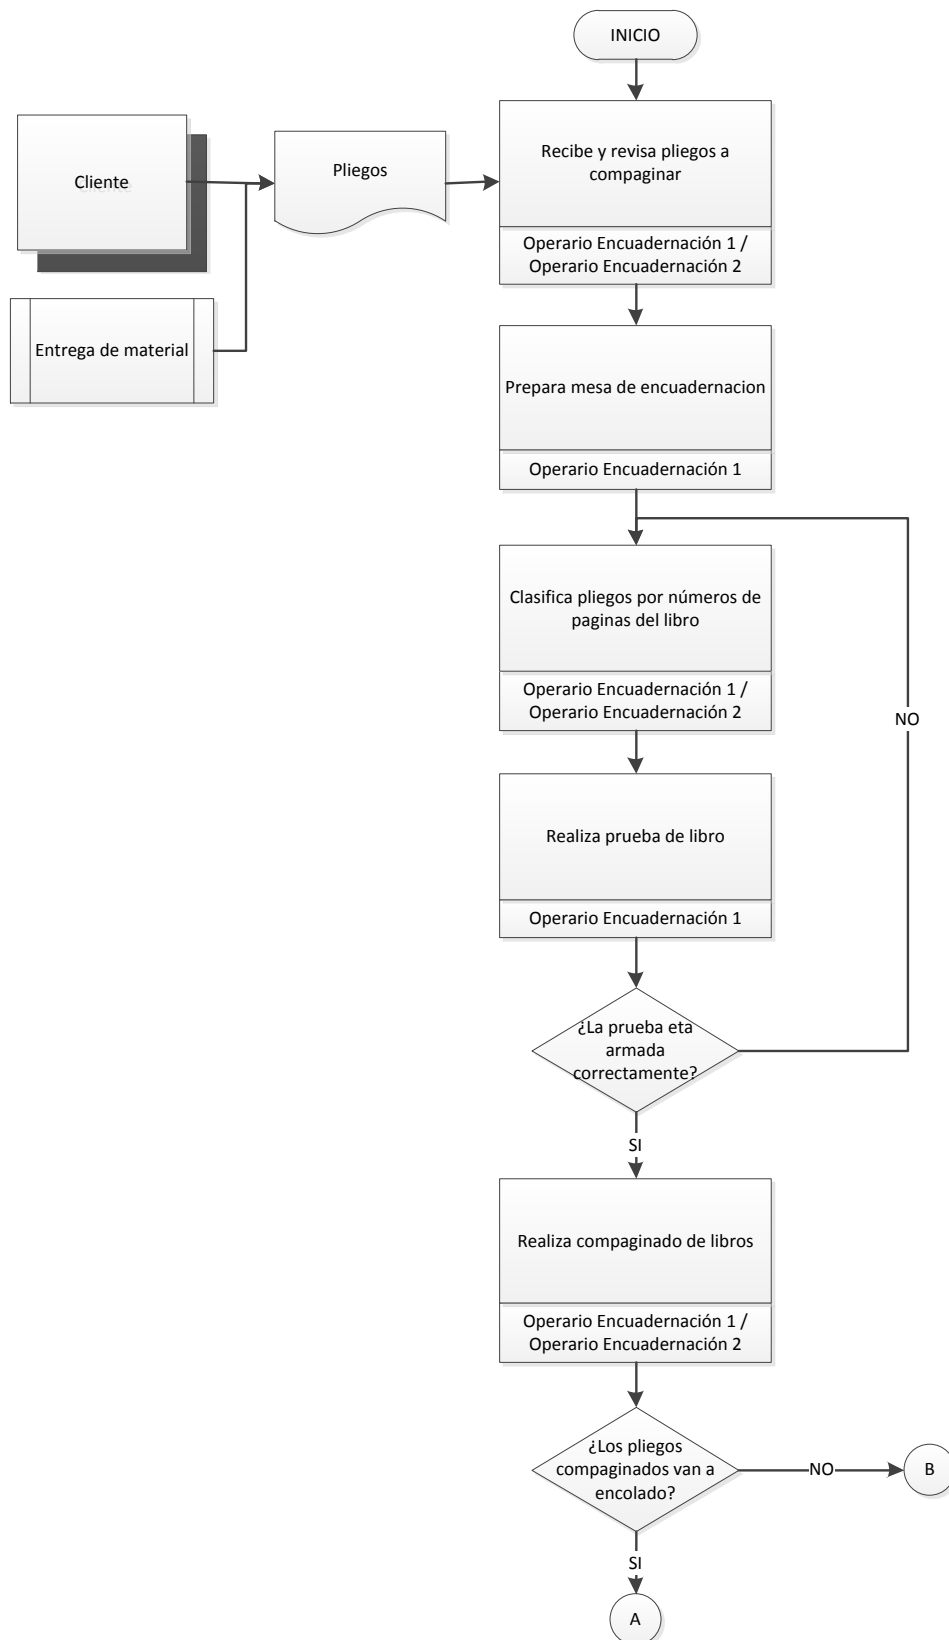 INICIO
Cliente
Pliegos
Recibe y revisa pliegos a
compaginar
Operario Encuadernación 1 /
Operario Encuadernación 2
Entrega de material
Prepara mesa de encuadernacion
Operario Encuadernación 1
Clasifica pliegos por números de
paginas del libro
Operario Encuadernación 1 /
Operario Encuadernación 2
NO
Realiza prueba de libro
Operario Encuadernación 1
¿La prueba eta
armada
correctamente?
SI
Realiza compaginado de libros
Operario Encuadernación 1 /
Operario Encuadernación 2
¿Los pliegos
compaginados van a
encolado?
NO
B
SI
A